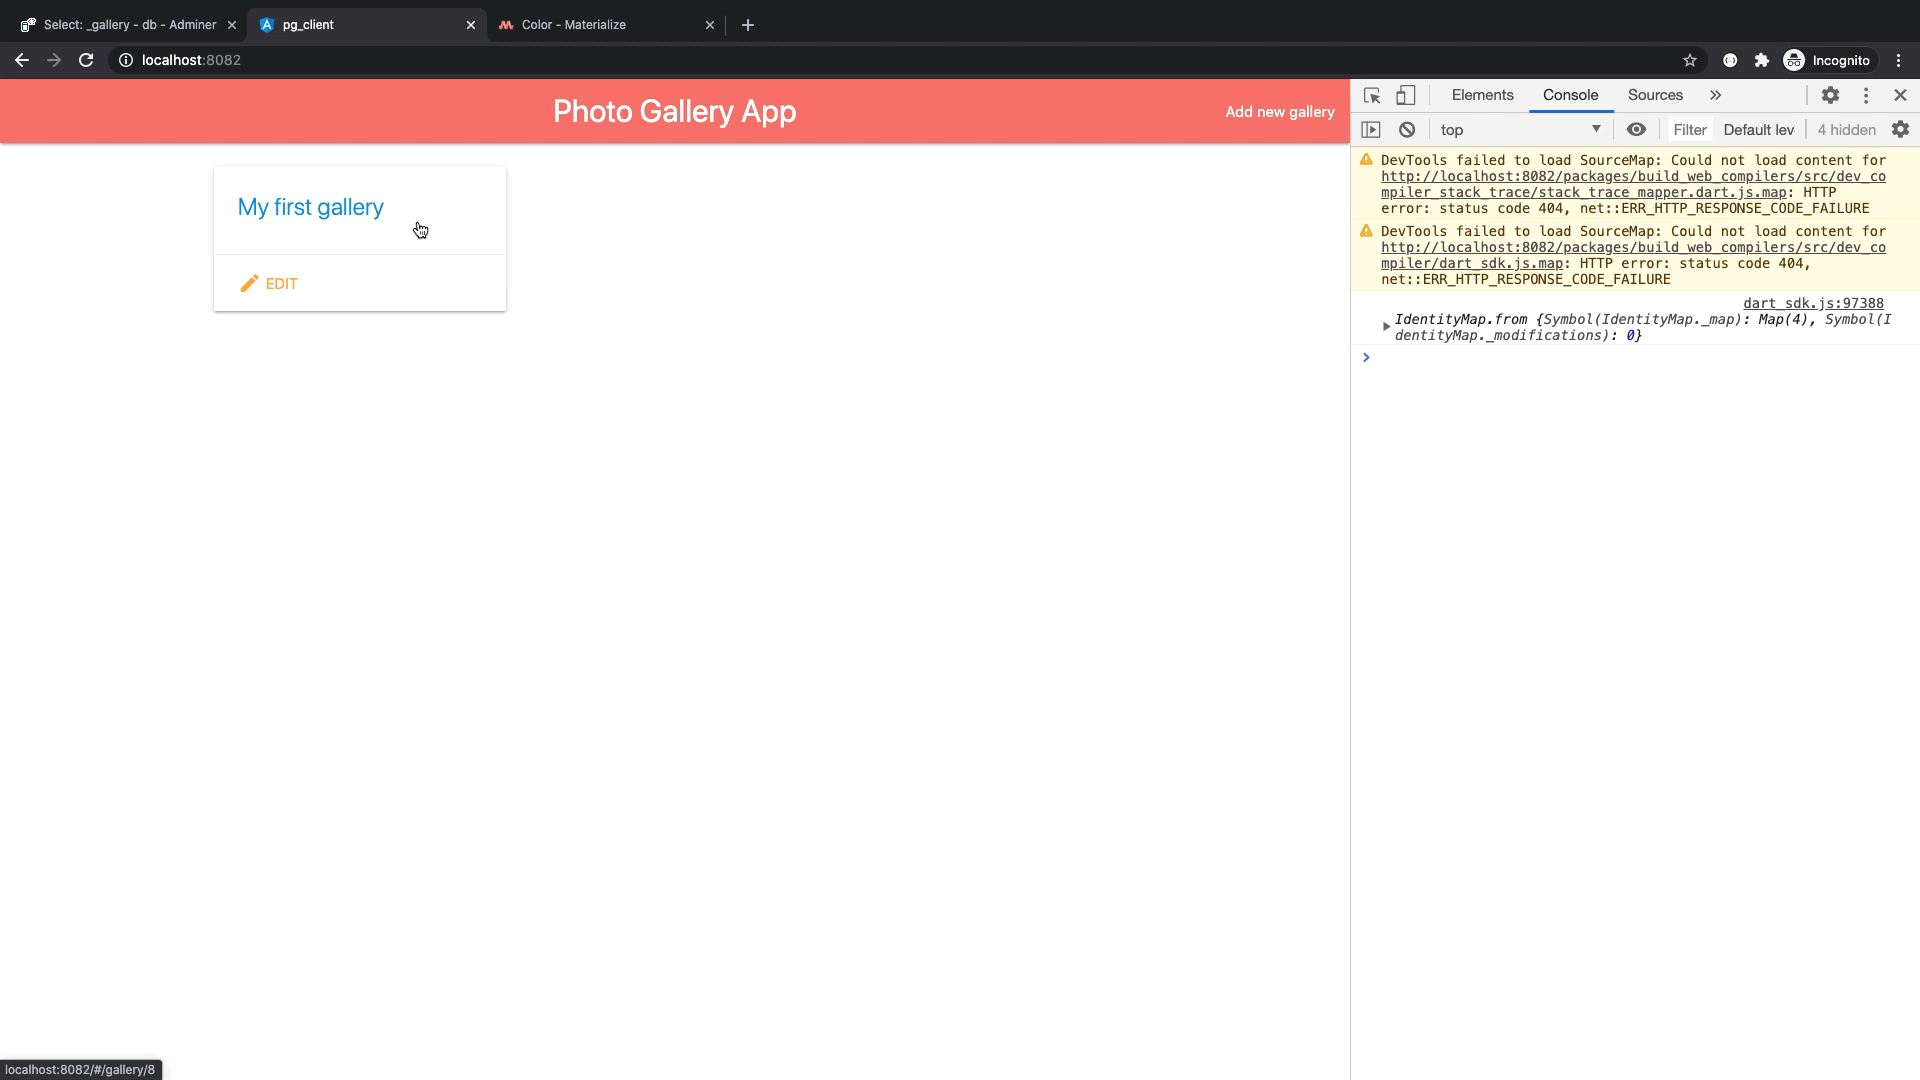 Select: _gallery - db - Adminer
pg_client
Color - Materialize
localhost:8082
Incognito
Photo Gallery App
Add new gallery
My first gallery
EDIT
Elements
Console
Sources
top
Filter
Default lev
4 hidden
DevTools failed to load SourceMap: Could not load content for
http://localhost:8082/packages/build_web_compilers/src/dev_co
mpiler_stack_trace/stack_trace_mapper.dart.js.map: HTTP
error: status code 404, net::ERR_HTTP_RESPONSE_CODE_FAILURE
DevTools failed to load SourceMap: Could not load content for
http://localhost:8082/packages/build_web_compilers/src/dev_co
mpiler/dart_sdk.js.map: HTTP error: status code 404,
net::ERR_HTTP_RESPONSE_CODE_FAILURE
dart_sdk.js:97388
IdentityMap.from {Symbol(IdentityMap._map): Map(4), Symbol(I
dentityMap._modifications): 0}
localhost:8082/#/gallery/8